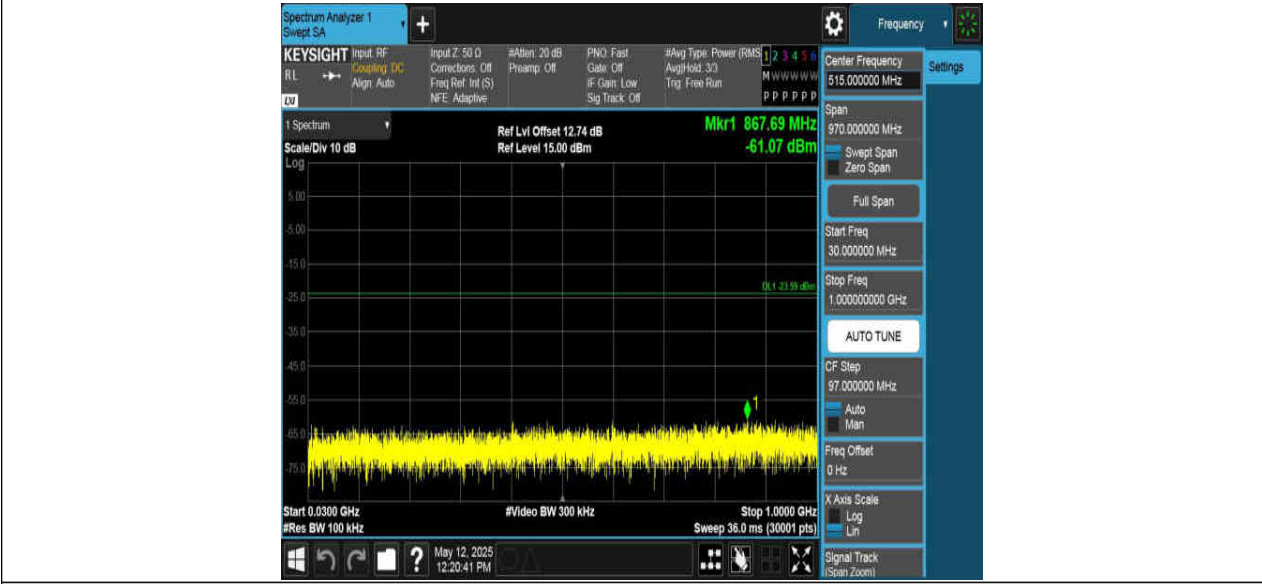 Spectrum Analyzer 1
Swept SA
+
Frequency
KEYSIGHT
RL
LXI
Input: RF
Coupling: DC
Align: Auto
Input Z: 50 Ω
Corrections: Off
Freq Ref: Int (S)
NFE: Adaptive
#Atten: 20 dB
Preamp: Off
PNO: Fast
Gate: Off
IF Gain: Low
Sig Track: Off
#Avg Type: Power (RMS
Avg|Hold: 3/3
Trig: Free Run
1 2 3 4 5 6
M W W W W W
P P P P P P
1 Spectrum
Scale/Div 10 dB
Log
Ref Lvl Offset 12.74 dB
Ref Level 15.00 dBm
Mkr1 867.69 MHz
-61.07 dBm
5.00
-5.00
-15.0
-25.0
-35.0
-45.0
-55.0
-65.0
-75.0
DL1 -23.59 dBm
1
Start 0.0300 GHz
#Res BW 100 kHz
#Video BW 300 kHz
Stop 1.0000 GHz
Sweep 36.0 ms (30001 pts)
?
May 12, 2025
12:20:41 PM
Center Frequency
515.000000 MHz
Settings
Span
970.000000 MHz
Swept Span
Zero Span
Full Span
Start Freq
30.000000 MHz
Stop Freq
1.000000000 GHz
AUTO TUNE
CF Step
97.000000 MHz
Auto
Man
Freq Offset
0 Hz
X Axis Scale
Log
Lin
Signal Track
(Span Zoom)